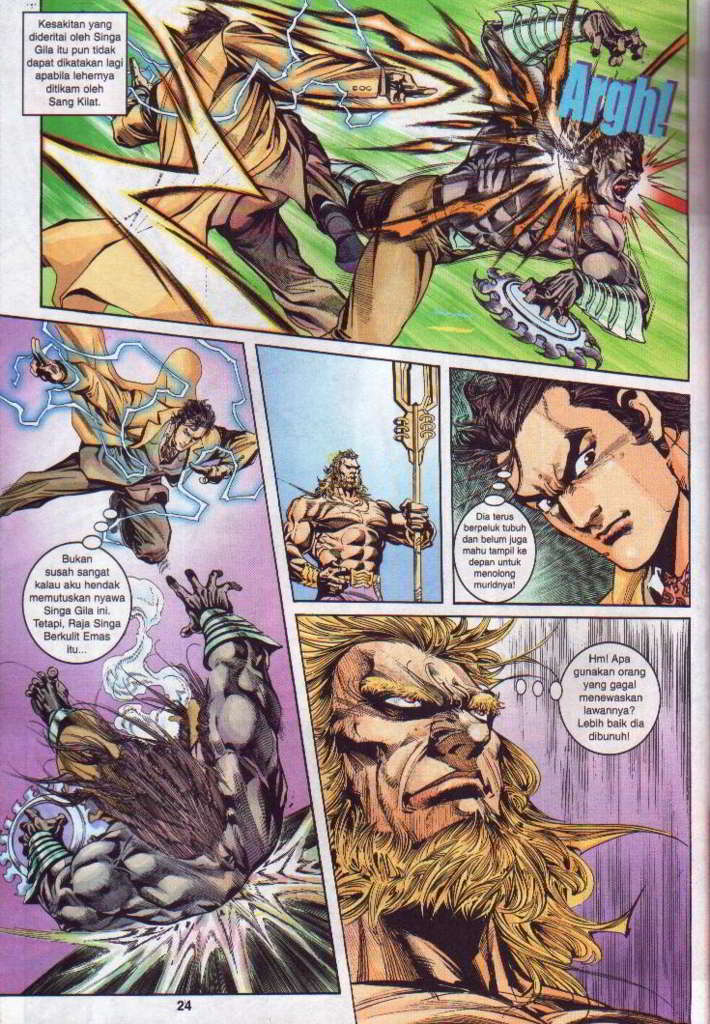 Kesakitan yang
dideritai oleh Singa
Gila itu pun tidak
dapat dikatakan lagi
apabila lehernya
ditikam oleh
Sang Kilat.
Argh!
Bukan
susah sangat
kalau aku hendak
memutuskan nyawa
Singa Gila ini.
Tetapi, Raja Singa
Berkulit Emas
itu...
Dia terus
berpeluk tubuh
dan belum juga
mahu tampil ke
depan untuk
menolong
muridnya!
Hm! Apa
gunakan orang
yang gagal
menewaskan
lawannya?
Lebih baik dia
dibunuh!
24